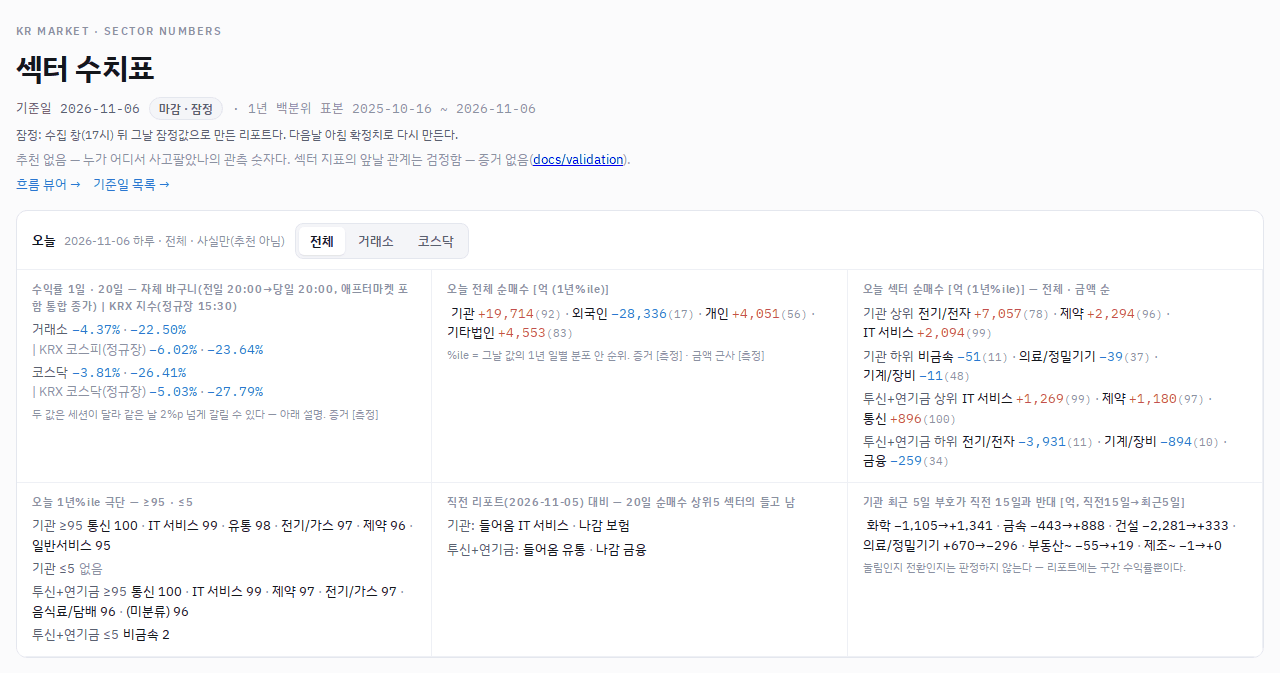 KR MARKET · SECTOR NUMBERS
섹터 수치표
기준일 2026-11-06 마감·잠정 · 1년 백분위 표본 2025-10-16 ~ 2026-11-06
잠정: 수집 창(17시) 뒤 그날 잠정값으로 만든 리포트다. 다음날 아침 확정치로 다시 만든다.
추천 없음 — 누가 어디서 사고팔았나의 관측 숫자다. 섹터 지표의 앞날 관계는 검정함 — 증거 없음(docs/validation).
흐름 뷰어 → 기준일 목록 →
오늘 2026-11-06 하루 · 전체 · 사실만(추천 아님) 전체 거래소 코스닥
수익률 1일 · 20일 — 자체 바구니(전일 20:00→당일 20:00, 애프터마켓 포
함 통합 종가) | KRX 지수(정규장 15:30)
거래소 −4.37% · −22.50%
| KRX 코스피(정규장) −6.02% · −23.64%
코스닥 −3.81% · −26.41%
| KRX 코스닥(정규장) −5.03% · −27.79%
두 값은 세션이 달라 같은 날 2%p 넘게 갈릴 수 있다 — 아래 설명. 증거 [측정]
오늘 전체 순매수 [억 (1년%ile)]
기관 +19,714(92) · 외국인 −28,336(17) · 개인 +4,051(56) ·
기타법인 +4,553(83)
%ile = 그날 값의 1년 일별 분포 안 순위. 증거 [측정] · 금액 근사 [측정]
오늘 섹터 순매수 [억 (1년%ile)] — 전체 · 금액 순
기관 상위 전기/전자 +7,057(78) · 제약 +2,294(96) ·
IT 서비스 +2,094(99)
기관 하위 비금속 −51(11) · 의료/정밀기기 −39(37) ·
기계/장비 −11(48)
투신+연기금 상위 IT 서비스 +1,269(99) · 제약 +1,180(97) ·
통신 +896(100)
투신+연기금 하위 전기/전자 −3,931(11) · 기계/장비 −894(10) ·
금융 −259(34)
오늘 1년%ile 극단 — ≥95 · ≤5
기관 ≥95 통신 100 · IT 서비스 99 · 유통 98 · 전기/가스 97 · 제약 96 ·
일반서비스 95
기관 ≤5 없음
투신+연기금 ≥95 통신 100 · IT 서비스 99 · 제약 97 · 전기/가스 97 ·
음식료/담배 96 · (미분류) 96
투신+연기금 ≤5 비금속 2
직전 리포트(2026-11-05) 대비 — 20일 순매수 상위5 섹터의 들고 남
기관: 들어옴 IT 서비스 · 나감 보험
투신+연기금: 들어옴 유통 · 나감 금융
기관 최근 5일 부호가 직전 15일과 반대 [억, 직전15일→최근5일]
화학 −1,105→+1,341 · 금속 −443→+888 · 건설 −2,281→+333 ·
의료/정밀기기 +670→−296 · 부동산~ −55→+19 · 제조~ −1→+0
눌림인지 전환인지는 판정하지 않는다 — 리포트에는 구간 수익률뿐이다.